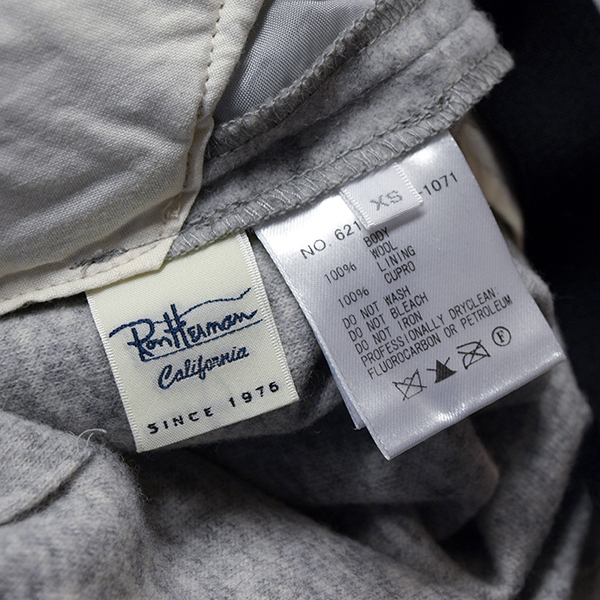 Ron Herman
California
SINCE 1976
XS
NO. 621 -1071
BODY
100% WOOL
LINING
100% CUPRO
DO NOT WASH
DO NOT BLEACH
DO NOT IRON
PROFESSIONALLY DRYCLEAN:
FLUOROCARBON OR PETROLEUM
F